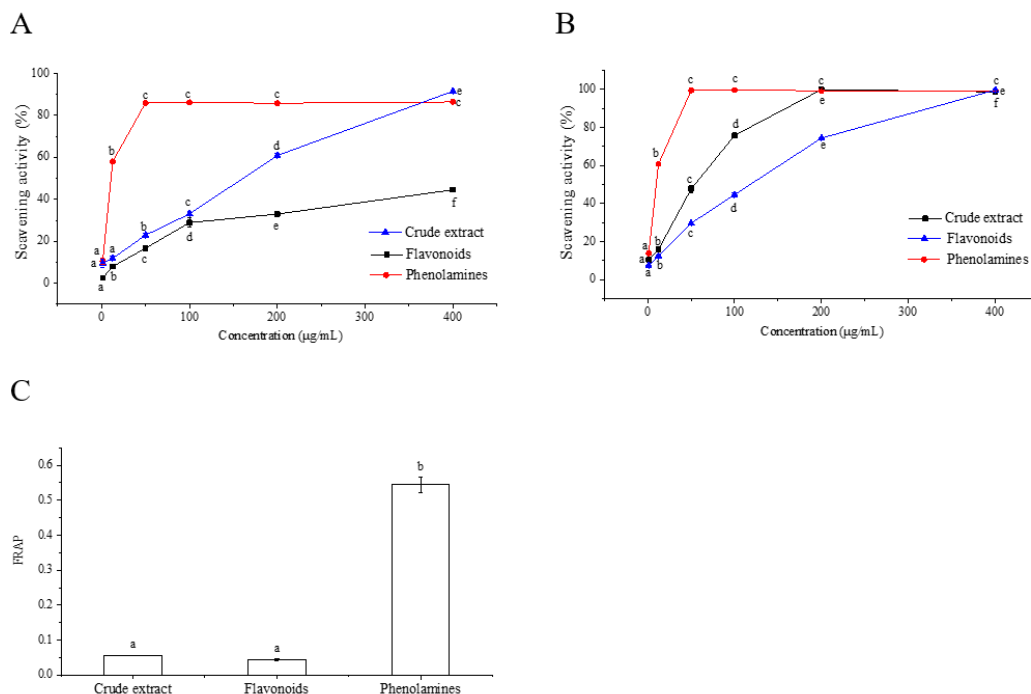 A
B
100
80
60
40
20
0
Scavening activity (%)
a
a
a
a
b
b
b
c
c
c
c
d
c
d
c
e
e
c
f
Crude extract
Flavonoids
Phenolamines
0
100
200
300
400
Concentration (μg/mL)
100
80
60
40
20
0
Scavening activity (%)
a
a
a
b
b
b
c
c
c
c
d
d
c
e
e
c
e
f
Crude extract
Flavonoids
Phenolamines
0
100
200
300
400
Concentration (μg/mL)
C
0.6
0.5
0.4
0.3
0.2
0.1
0.0
FRAP
a
a
b
Crude extract
Flavonoids
Phenolamines